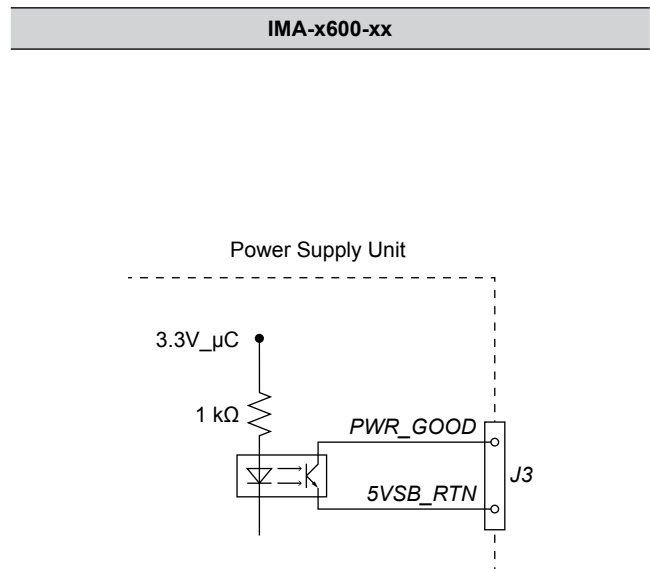 IMA-x600-xx
Power Supply Unit
3.3V_µC
1 kΩ
PWR_GOOD
J3
5VSB_RTN